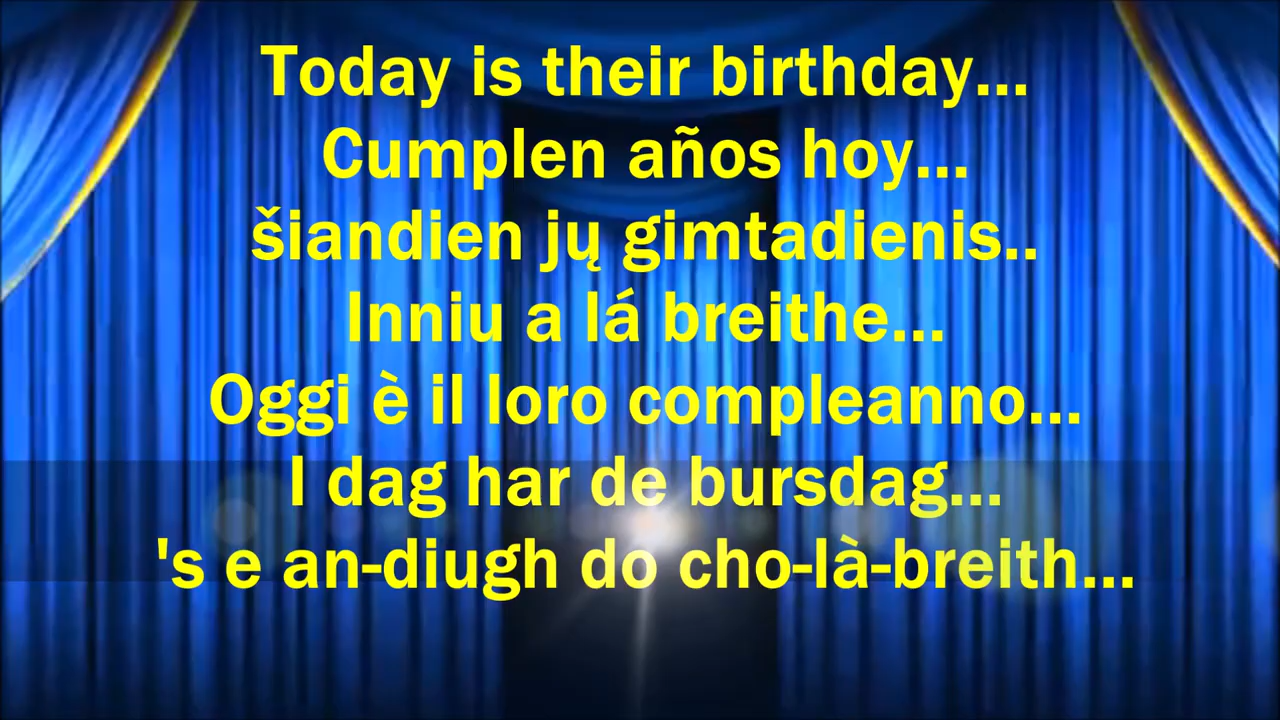 Today is their birthday...
Cumplen años hoy...
šiandien jų gimtadienis..
Inniu a lá breithe...
Oggi è il loro compleanno...
I dag har de bursdag...
's e an-diugh do cho-là-breith...